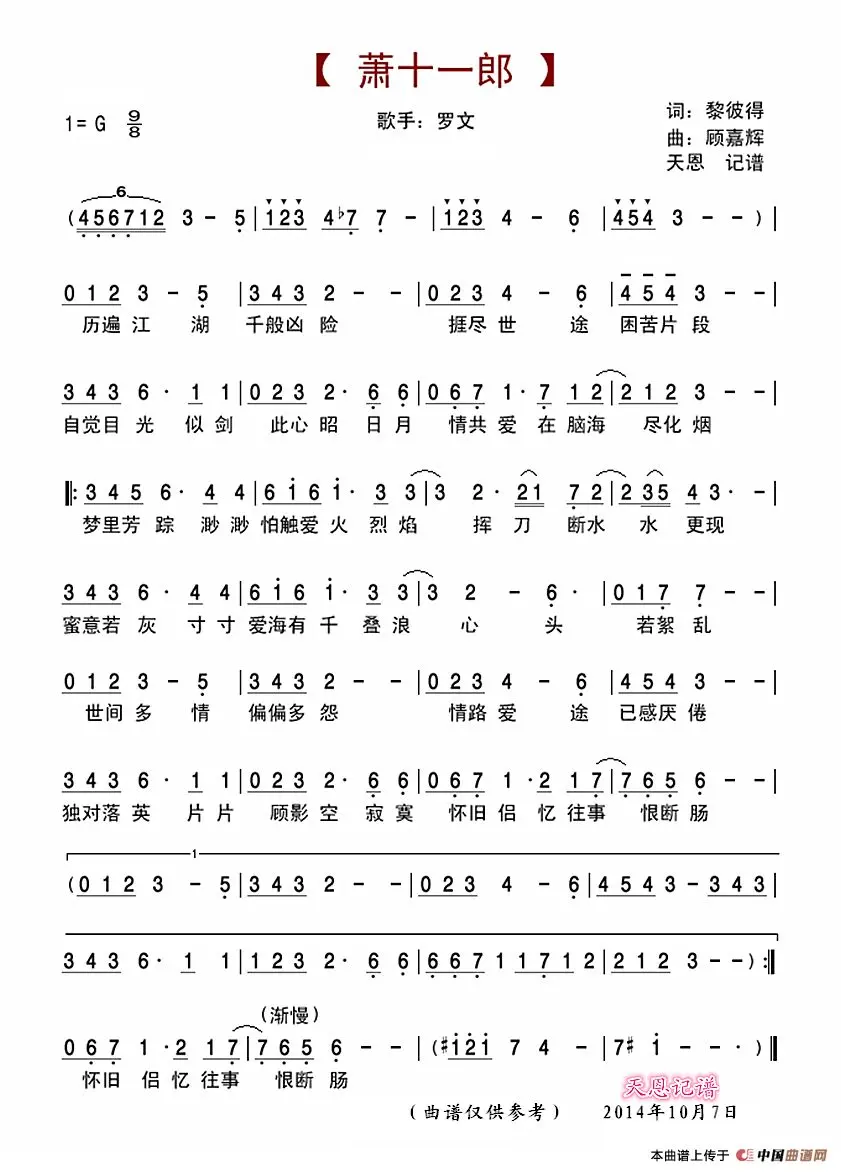 【 萧十一郎 】
1= G 9/8
歌手：罗文
词：黎彼得
曲：顾嘉辉
天恩 记谱
6
(456712 3 - 5|123 4♭7 7 -|123 4 - 6|454 3 - -)|
0 1 2 3 - 5|3 4 3 2 - -|0 2 3 4 - 6|4 5 4 3 - -|
历遍江 湖 千般凶 险 捱尽世 途 困苦片 段
3 4 3 6 · 1 1|0 2 3 2 · 6 6|0 6 7 1 · 7 1 2|2 1 2 3 - -|
自觉目 光 似 剑 此心昭 日 月 情共 爱 在 脑海 尽化 烟
‖: 3 4 5 6 · 4 4|6 i 6 i · 3 3|3 2 · 21 7 2|2 35 4 3 · -|
梦里芳 踪 渺 渺 怕触爱 火 烈 焰 挥 刀 断水 水 更现
3 4 3 6 · 4 4|6 i 6 i · 3 3|3 2 - 6 ·|0 1 7 7 - -|
蜜意若 灰 寸 寸 爱海有 千 叠 浪 心 头 若絮 乱
0 1 2 3 - 5|3 4 3 2 - -|0 2 3 4 - 6|4 5 4 3 - -|
世间多 情 偏偏多 怨 情路爱 途 已感厌 倦
3 4 3 6 · 1 1|0 2 3 2 · 6 6|0 6 7 1 · 2 1 7|7 6 5 6 - -|
独对落 英 片 片 顾影空 寂 寞 怀旧 侣 忆 往事 恨断 肠
1
(0 1 2 3 - 5|3 4 3 2 - -|0 2 3 4 - 6|4 5 4 3 - 3 4 3|
3 4 3 6 · 1 1|1 2 3 2 · 6 6|6 6 7 1 1 7 1 2|2 1 2 3 - -):‖
(渐慢)
0 6 7 1 · 2 1 7|7 6 5 6 - -|(#i 2 i 7 4 -|7# i - -)‖
怀旧 侣 忆 往事 恨断 肠
天恩记谱
(曲谱仅供参考) 2014年10月7日
本曲谱上传于 中国曲谱网